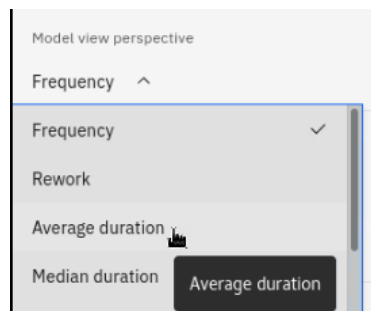 Model view perspective
Frequency
Frequency
Rework
Average duration
Median duration
Average duration